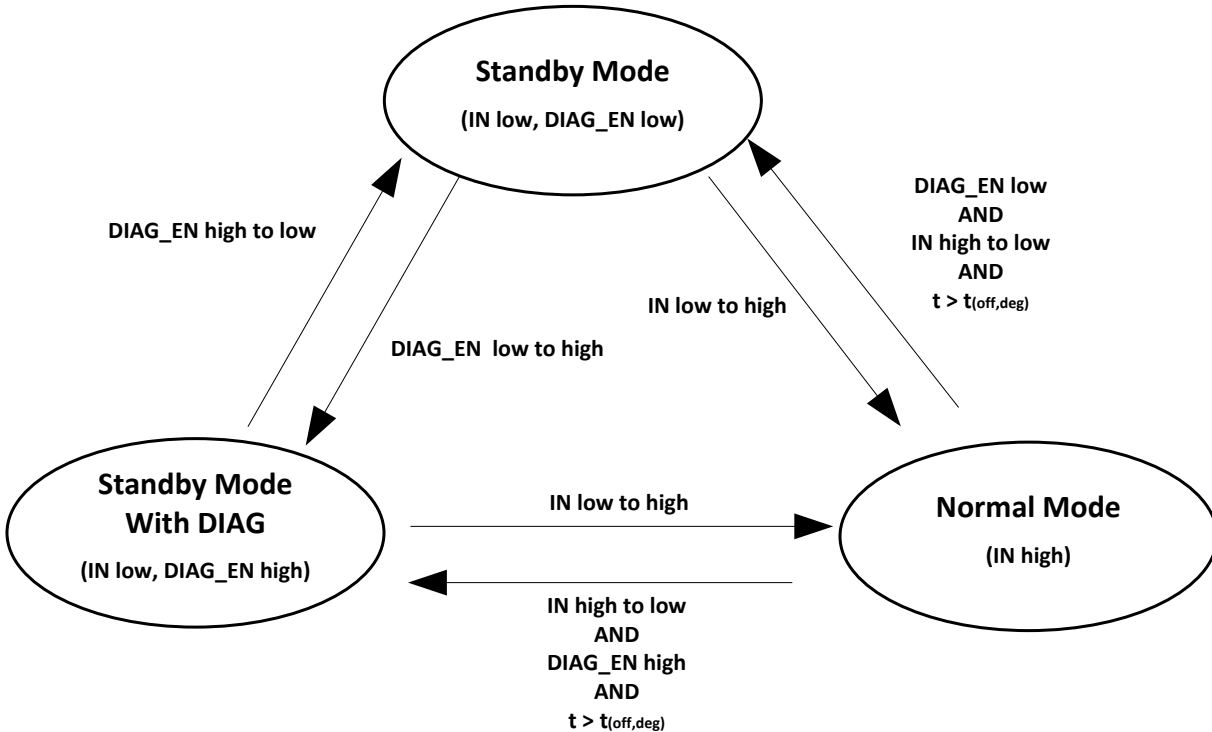 Standby Mode
(IN low, DIAG_EN low)
DIAG_EN high to low
DIAG_EN low to high
IN low to high
DIAG_EN low
AND
IN high to low
AND
t > t(off,deg)
Standby Mode
With DIAG
(IN low, DIAG_EN high)
IN low to high
Normal Mode
(IN high)
IN high to low
AND
DIAG_EN high
AND
t > t(off,deg)